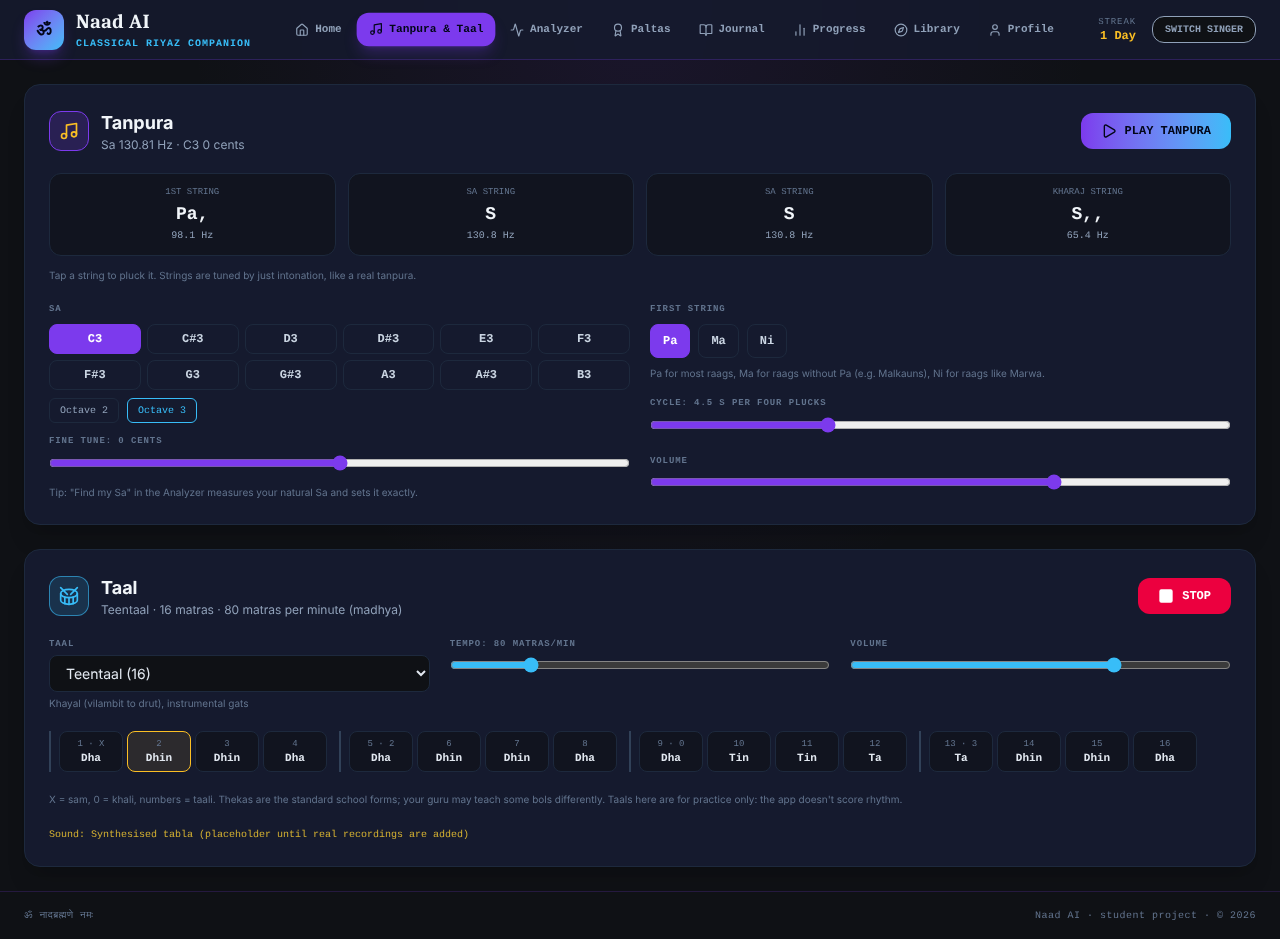 ॐ
Naad AI
CLASSICAL RIYAZ COMPANION
Home
Tanpura & Taal
Analyzer
Paltas
Journal
Progress
Library
Profile
STREAK
1 Day
SWITCH SINGER
Tanpura
Sa 130.81 Hz · C3 0 cents
PLAY TANPURA
1ST STRING
Pa,
98.1 Hz
SA STRING
S
130.8 Hz
SA STRING
S
130.8 Hz
KHARAJ STRING
S,,
65.4 Hz
Tap a string to pluck it. Strings are tuned by just intonation, like a real tanpura.
SA
C3 C#3 D3 D#3 E3 F3
F#3 G3 G#3 A3 A#3 B3
Octave 2 Octave 3
FINE TUNE: 0 CENTS
Tip: "Find my Sa" in the Analyzer measures your natural Sa and sets it exactly.
FIRST STRING
Pa Ma Ni
Pa for most raags, Ma for raags without Pa (e.g. Malkauns), Ni for raags like Marwa.
CYCLE: 4.5 S PER FOUR PLUCKS
VOLUME
Taal
Teentaal · 16 matras · 80 matras per minute (madhya)
STOP
TAAL
Teentaal (16)
Khayal (vilambit to drut), instrumental gats
TEMPO: 80 MATRAS/MIN
VOLUME
1 · X
Dha
2
Dhin
3
Dhin
4
Dha
5 · 2
Dha
6
Dhin
7
Dhin
8
Dha
9 · 0
Dha
10
Tin
11
Tin
12
Ta
13 · 3
Ta
14
Dhin
15
Dhin
16
Dha
X = sam, 0 = khali, numbers = taali. Thekas are the standard school forms; your guru may teach some bols differently. Taals here are for practice only: the app doesn't score rhythm.
Sound: Synthesised tabla (placeholder until real recordings are added)
ॐ नादब्रह्मणे नमः
Naad AI · student project · © 2026